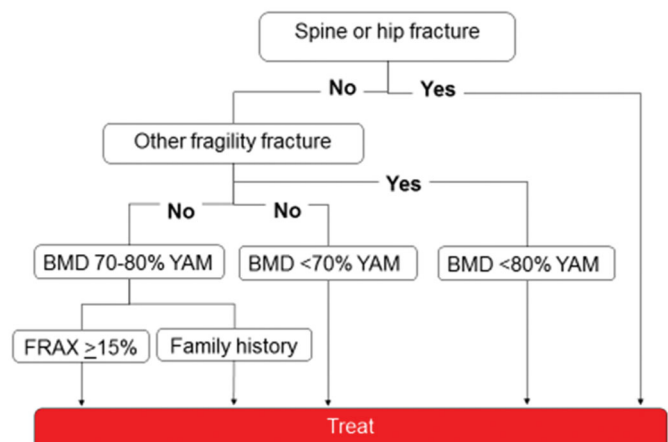 Spine or hip fracture
No Yes
Other fragility fracture
Yes
No No
BMD 70-80% YAM BMD <70% YAM BMD <80% YAM
FRAX ≥15% Family history
Treat